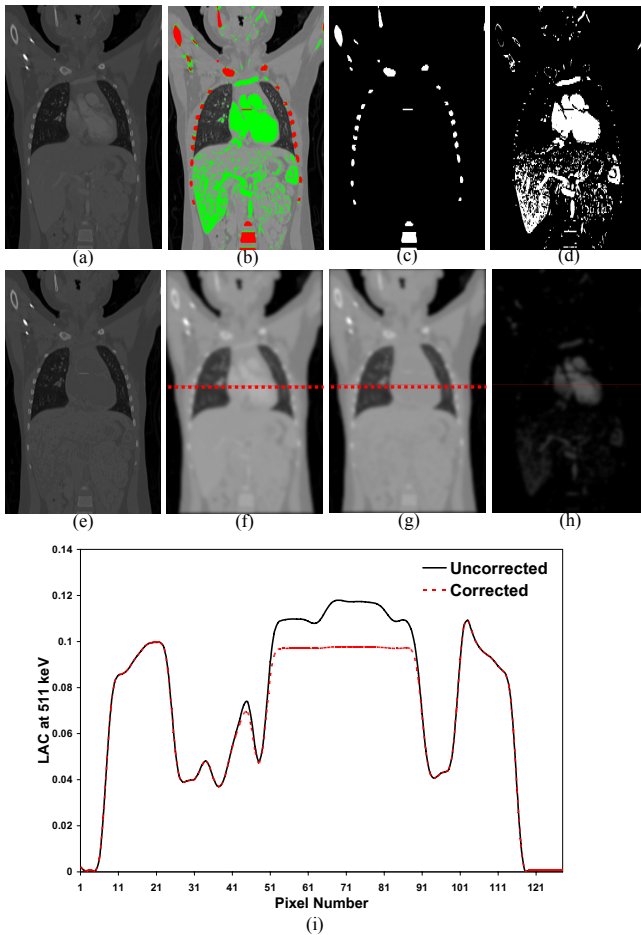 (a) (b) (c) (d)
(e) (f) (g) (h)
0.14
0.12
0.1
0.08
0.06
0.04
0.02
0
LAC at 511 keV
Uncorrected
Corrected
1 11 21 31 41 51 61 71 81 91 101 111 121
Pixel Number
(i)